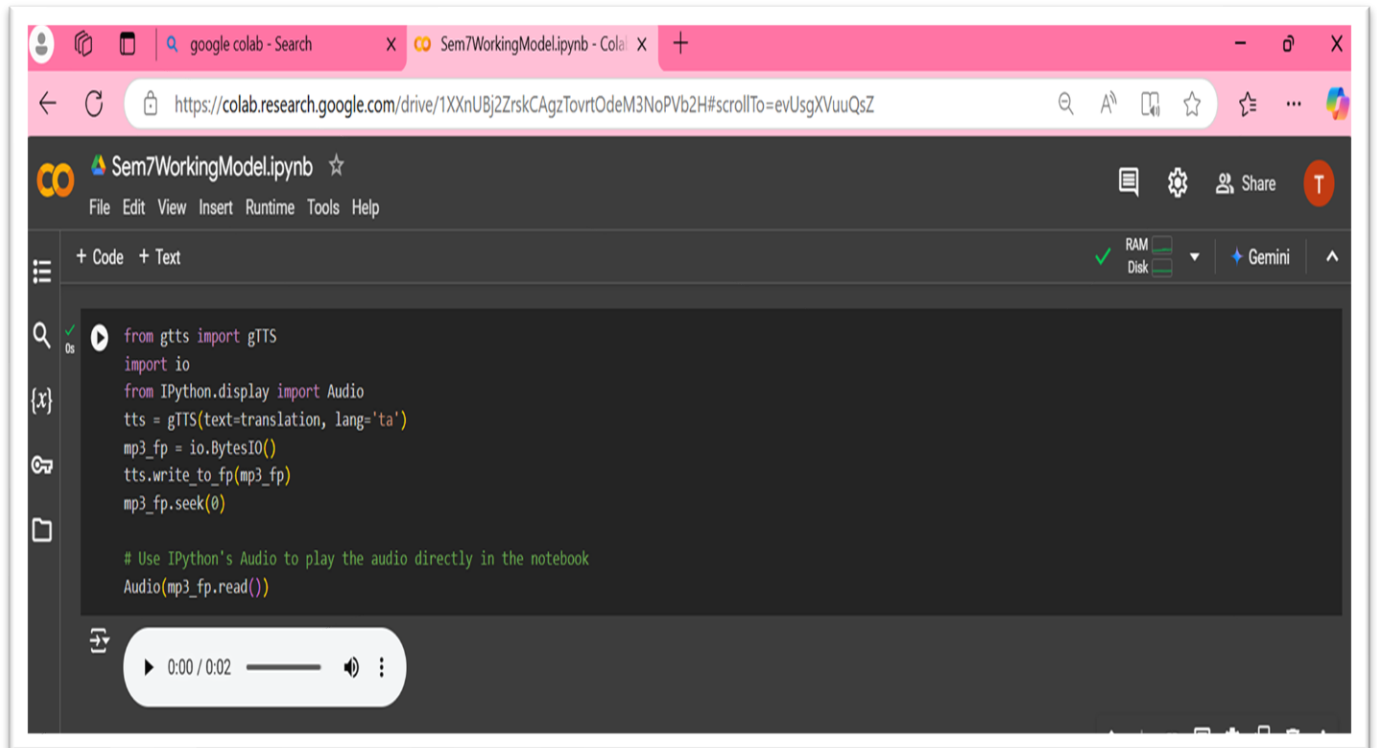 google colab - Search
Sem7WorkingModel.ipynb - Cola
https://colab.research.google.com/drive/1XXnUBj2ZrskCAgzTovrtOdeM3NoPVb2H#scrollTo=evUsgXVuuQsZ
CO Sem7WorkingModel.ipynb
Share T
File Edit View Insert Runtime Tools Help
+ Code + Text
RAM
Disk
Gemini
0s
from gtts import gTTS
import io
from IPython.display import Audio
{x}
tts = gTTS(text=translation, lang='ta')
mp3_fp = io.BytesIO()
tts.write_to_fp(mp3_fp)
mp3_fp.seek(0)
# Use IPython's Audio to play the audio directly in the notebook
Audio(mp3_fp.read())
0:00 / 0:02